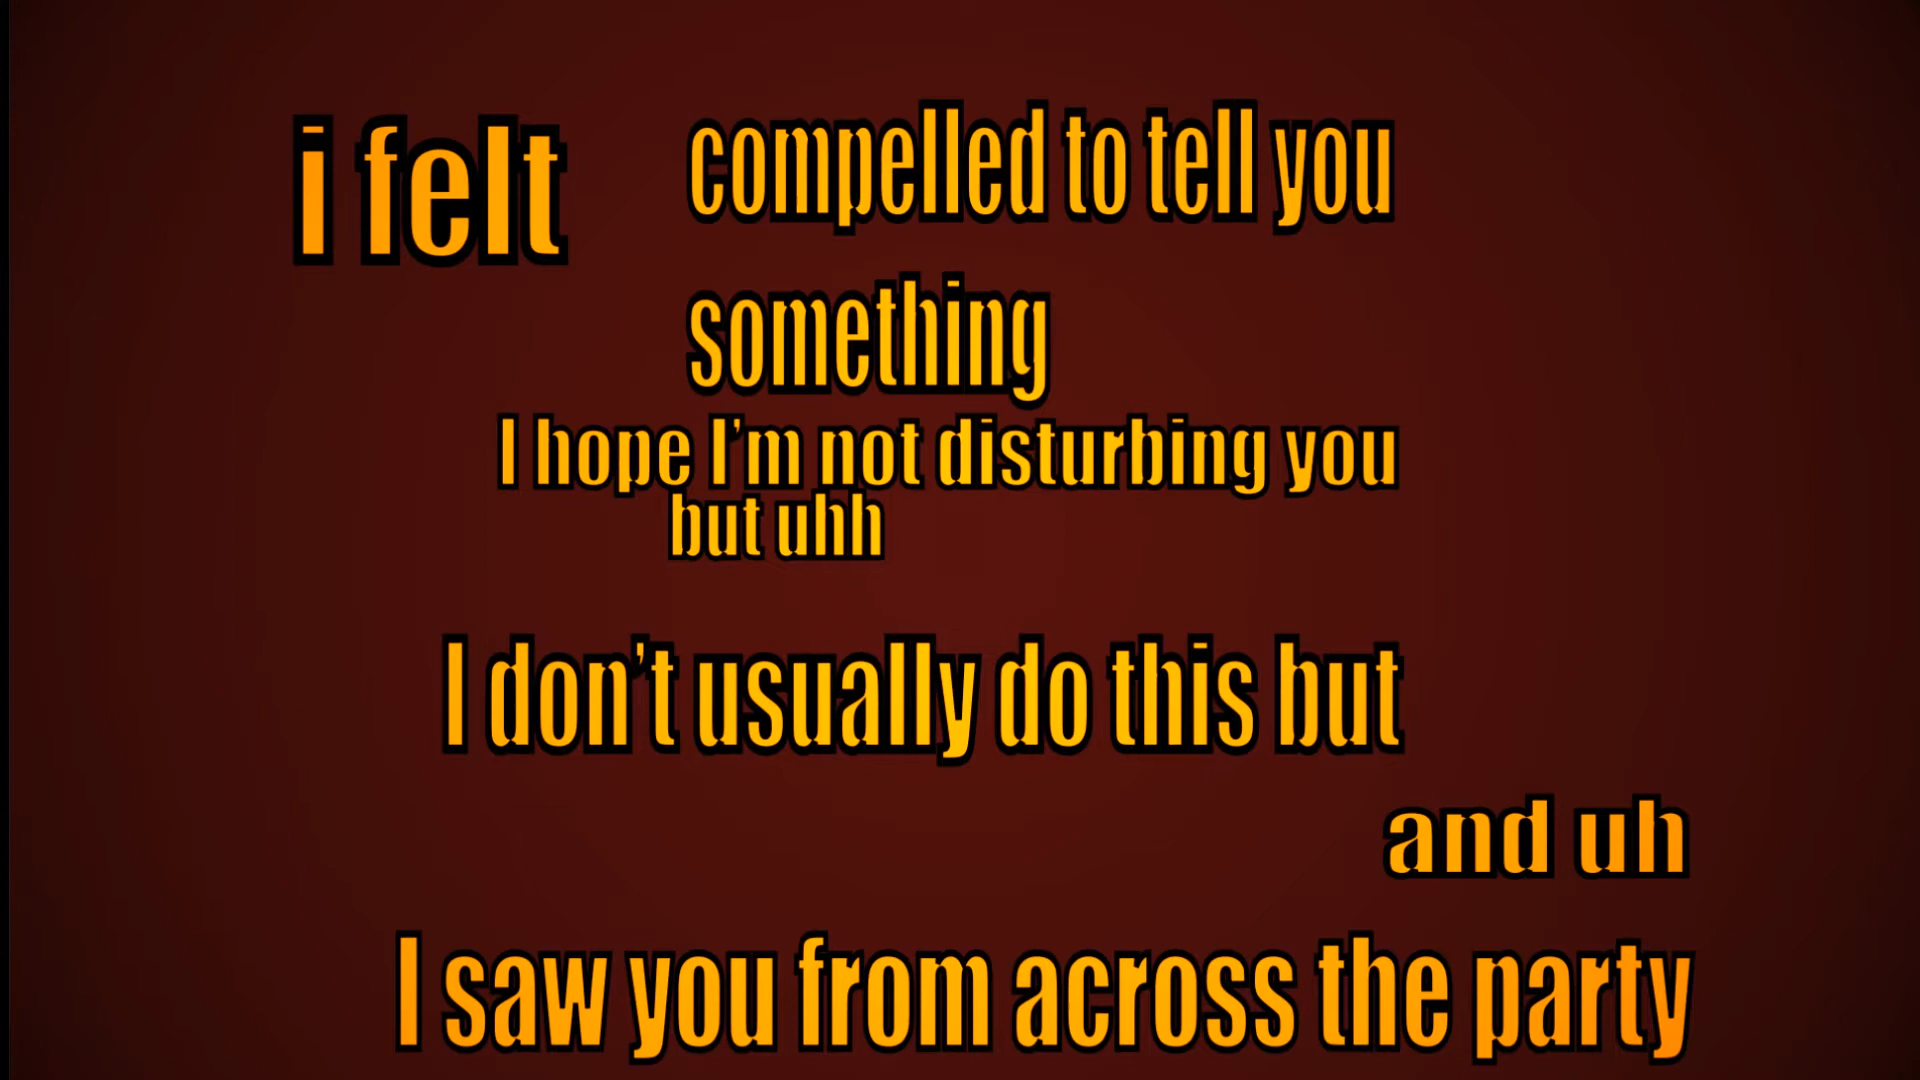 i felt compelled to tell you
something
I hope I'm not disturbing you
but uhh
I don't usually do this but
and uh
I saw you from across the party